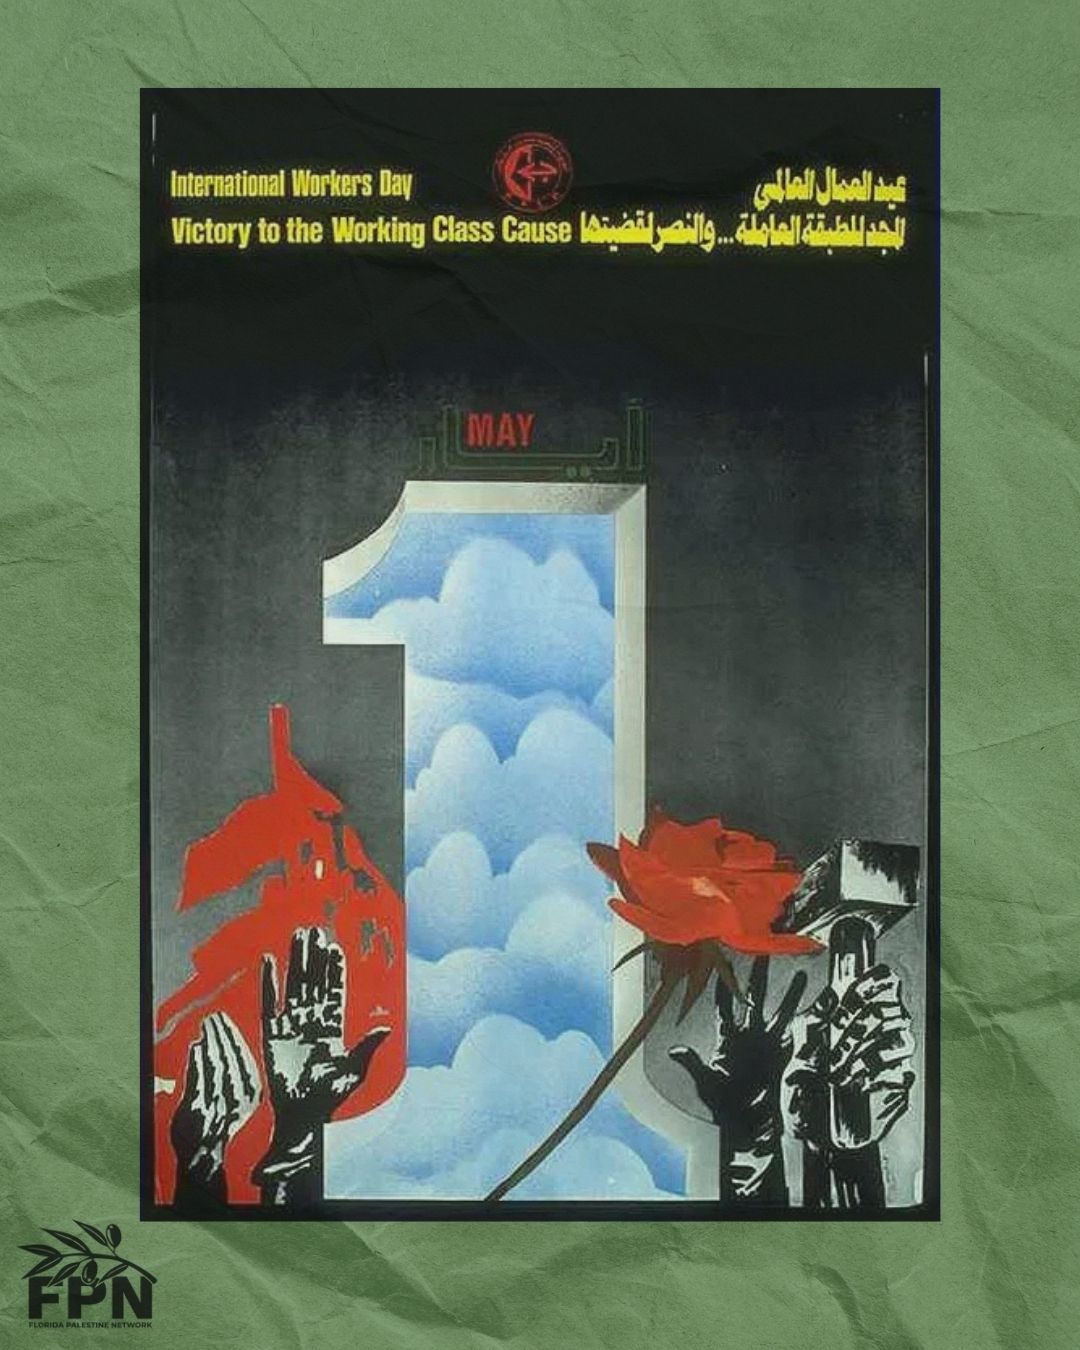 International Workers Day
عيد العمال العالمي
Victory to the Working Class Cause
المجد للطبقة العاملة... والنصر لقضيتها
MAY
1
FPN
FLORIDA PALESTINE NETWORK